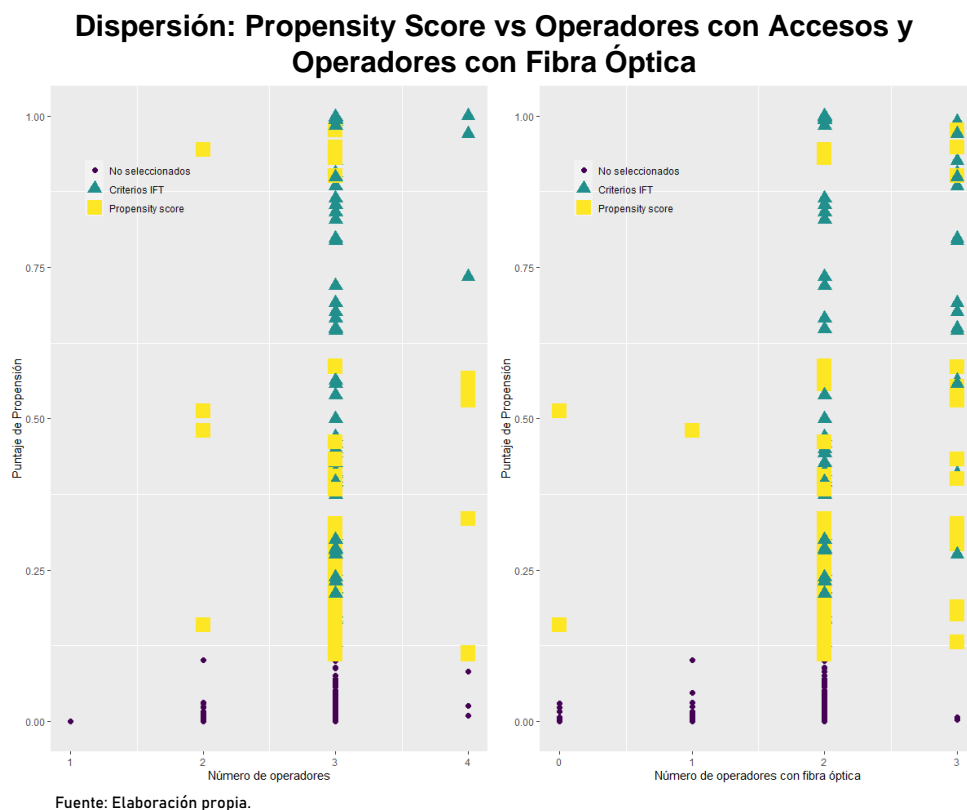 Dispersión: Propensity Score vs Operadores con Accesos y
Operadores con Fibra Óptica
1.00
0.75
0.50
0.25
0.00
Puntaje de Propensión
No seleccionados
Criterios IFT
Propensity score
1 2 3 4
Número de operadores
1.00
0.75
0.50
0.25
0.00
Puntaje de Propensión
No seleccionados
Criterios IFT
Propensity score
0 1 2 3
Número de operadores con fibra óptica
Fuente: Elaboración propia.